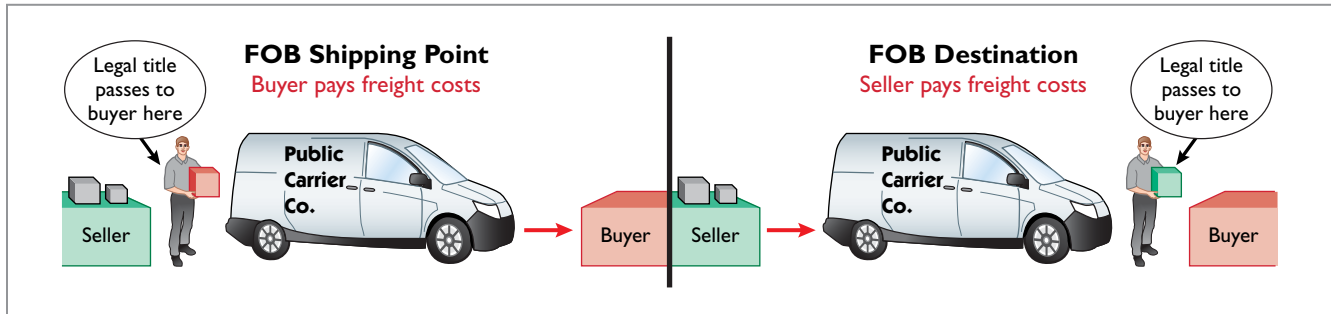 FOB Shipping Point
Buyer pays freight costs
Legal title
passes to
buyer here
Public
Carrier
Co.
Seller
Buyer
FOB Destination
Seller pays freight costs
Legal title
passes to
buyer here
Public
Carrier
Co.
Seller
Buyer